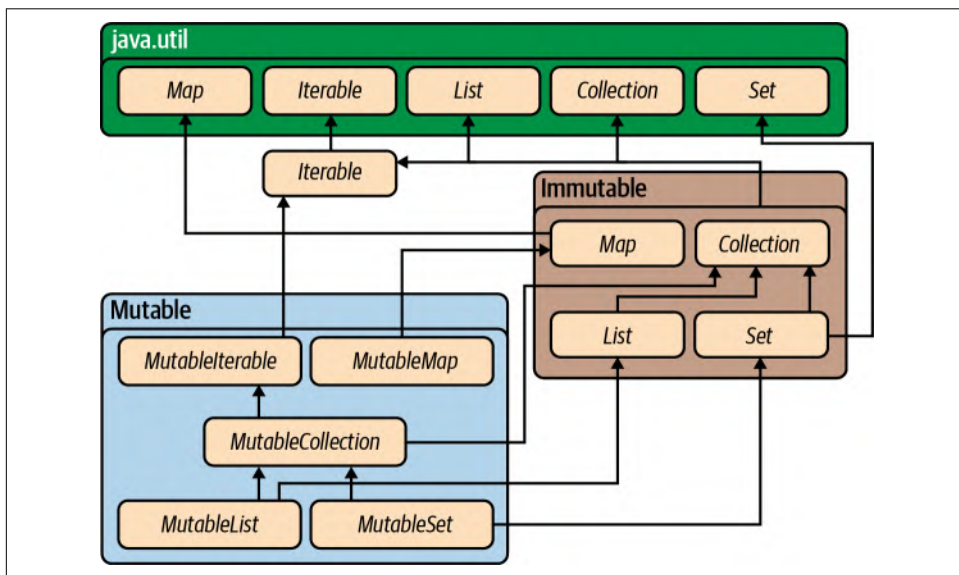 java.util
Map Iterable List Collection Set
Iterable
Immutable
Map Collection
List Set
Mutable
MutableIterable MutableMap
MutableCollection
MutableList MutableSet